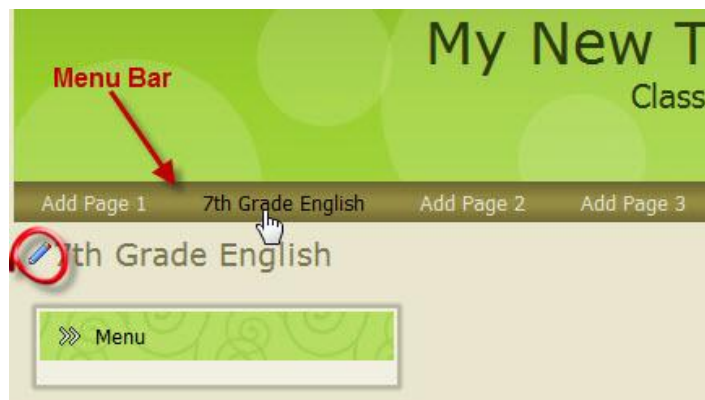 My New T
Class
Menu Bar
Add Page 1 7th Grade English Add Page 2 Add Page 3
7th Grade English
Menu